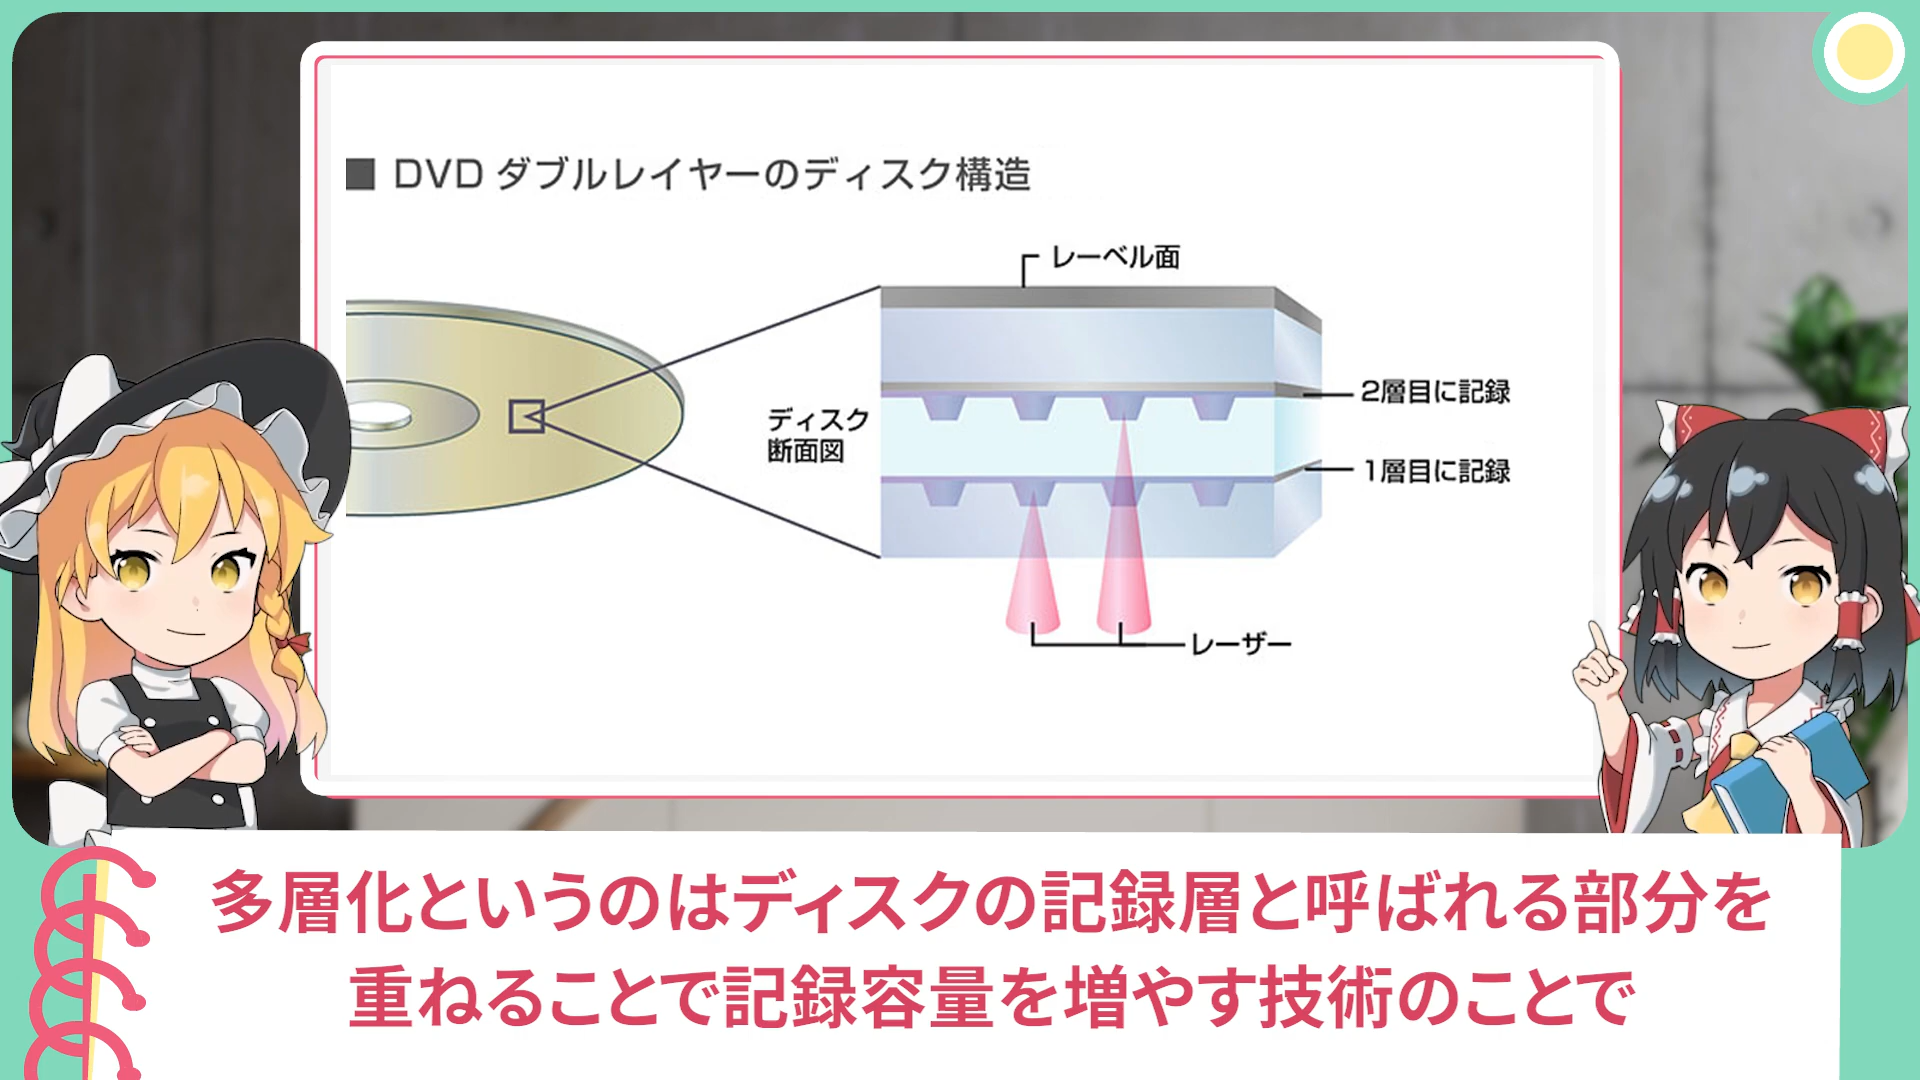 ■ DVD ダブルレイヤーのディスク構造
レーベル面
2層目に記録
ディスク
断面図
1層目に記録
レーザー
多層化というのはディスクの記録層と呼ばれる部分を
重ねることで記録容量を増やす技術のことで